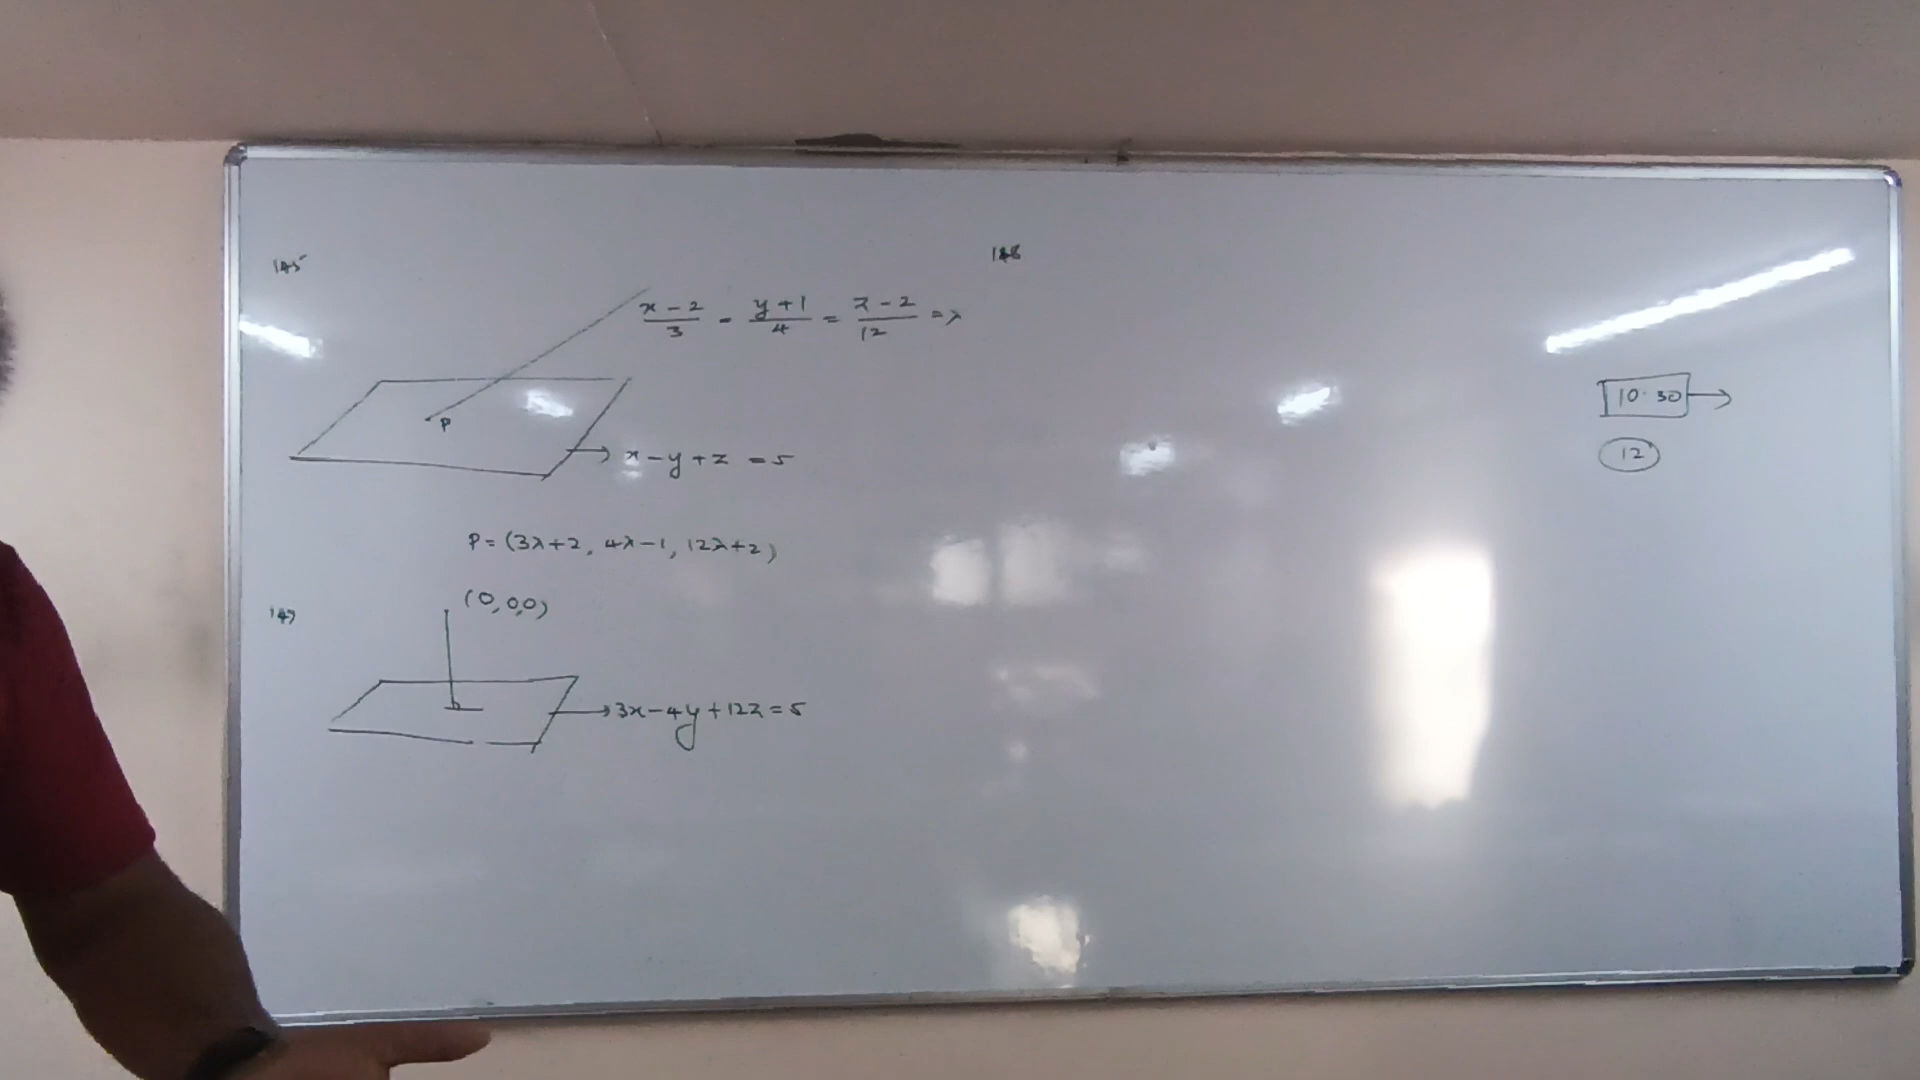 145
x-2/3 = y+1/4 = z-2/12 = λ
P
x-y+z = 5
P = (3λ+2, 4λ-1, 12λ+2)
147
(0,0,0)
3x-4y+12z = 5
148
10.30
12